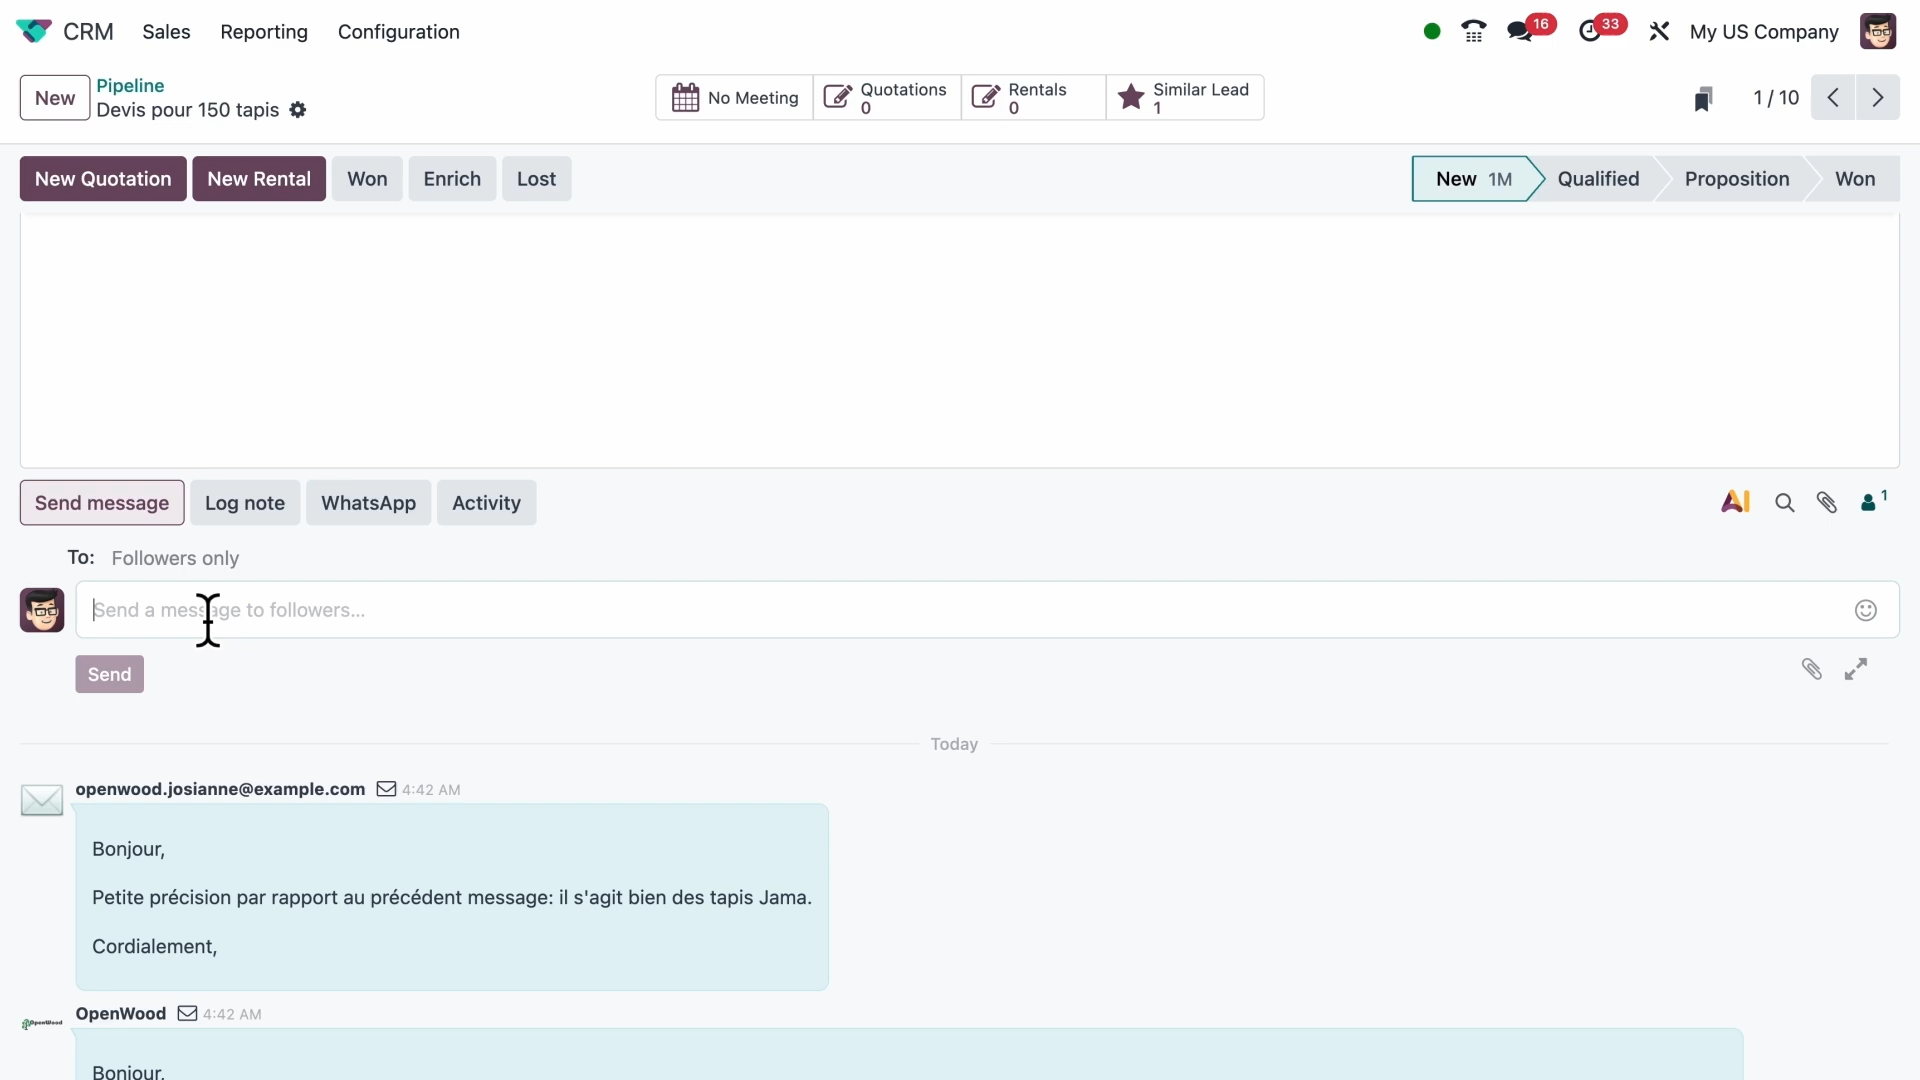 CRM Sales Reporting Configuration
16 33 My US Company
New Pipeline
Devis pour 150 tapis
No Meeting
Quotations
0
Rentals
0
Similar Lead
1
1 / 10
New Quotation New Rental Won Enrich Lost
New 1M Qualified Proposition Won
Send message Log note WhatsApp Activity
AI 1
To: Followers only
Send a message to followers...
Send
Today
openwood.josianne@example.com 4:42 AM
Bonjour,
Petite précision par rapport au précédent message: il s'agit bien des tapis Jama.
Cordialement,
OpenWood OpenWood 4:42 AM
Bonjour,